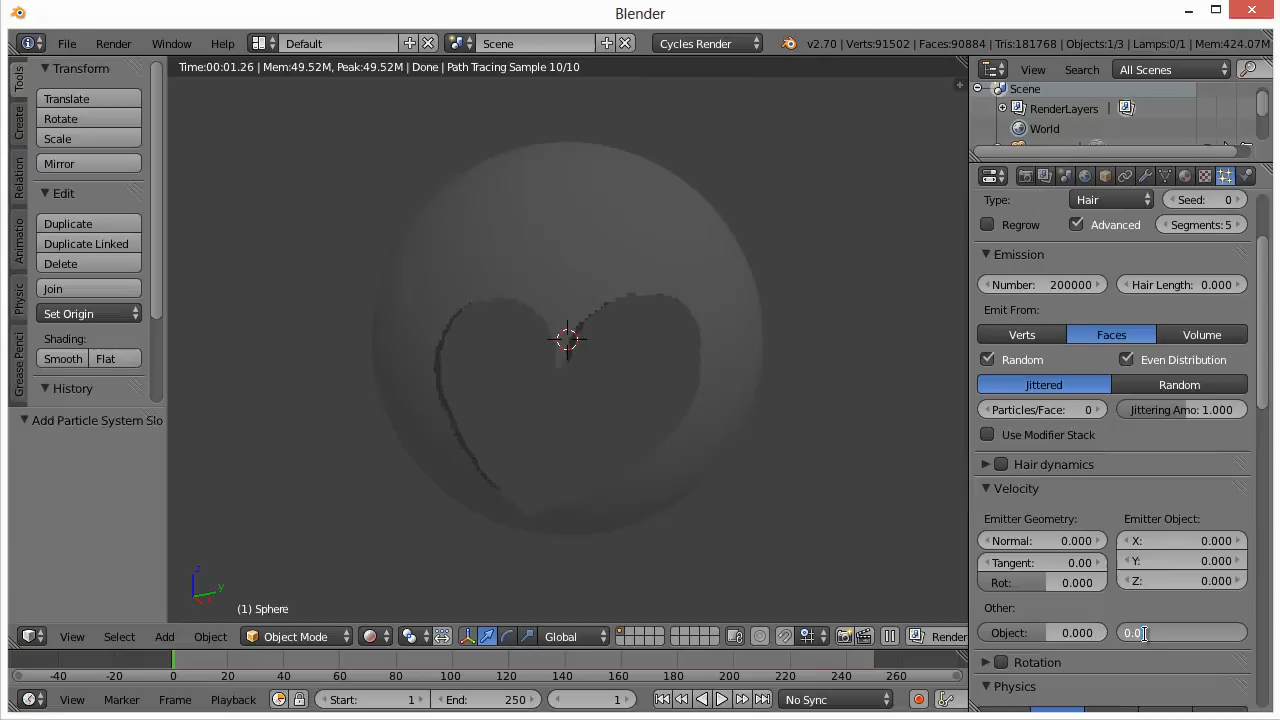 Blender
File Render Window Help Default Scene Cycles Render v2.70 | Verts:91502 | Faces:90884 | Tris:181768 | Objects:1/3 | Lamps:0/1 | Mem:424.07M
Time:00:01.26 | Mem:49.52M, Peak:49.52M | Done | Path Tracing Sample 10/10
View Search All Scenes
Scene
RenderLayers |
World
Tools
Create
Relation
Animatio
Physic
Grease Penci
Transform
Translate
Rotate
Scale
Mirror
Edit
Duplicate
Duplicate Linked
Delete
Join
Set Origin
Shading:
Smooth Flat
History
Add Particle System Slo
z
y
(1) Sphere
Type: Hair Seed: 0
Regrow Advanced Segments: 5
Emission
Number: 200000 Hair Length: 0.000
Emit From:
Verts Faces Volume
Random Even Distribution
Jittered Random
Particles/Face: 0 Jittering Amo: 1.000
Use Modifier Stack
Hair dynamics
Velocity
Emitter Geometry: Emitter Object:
Normal: 0.000 X: 0.000
Tangent: 0.00 Y: 0.000
Rot: 0.000 Z: 0.000
Other:
Object: 0.000 0.0
Rotation
Physics
View Select Add Object Object Mode Global Render
-40 -20 0 20 40 60 80 100 120 140 160 180 200 220 240 260
View Marker Frame Playback Start: 1 End: 250 1 No Sync